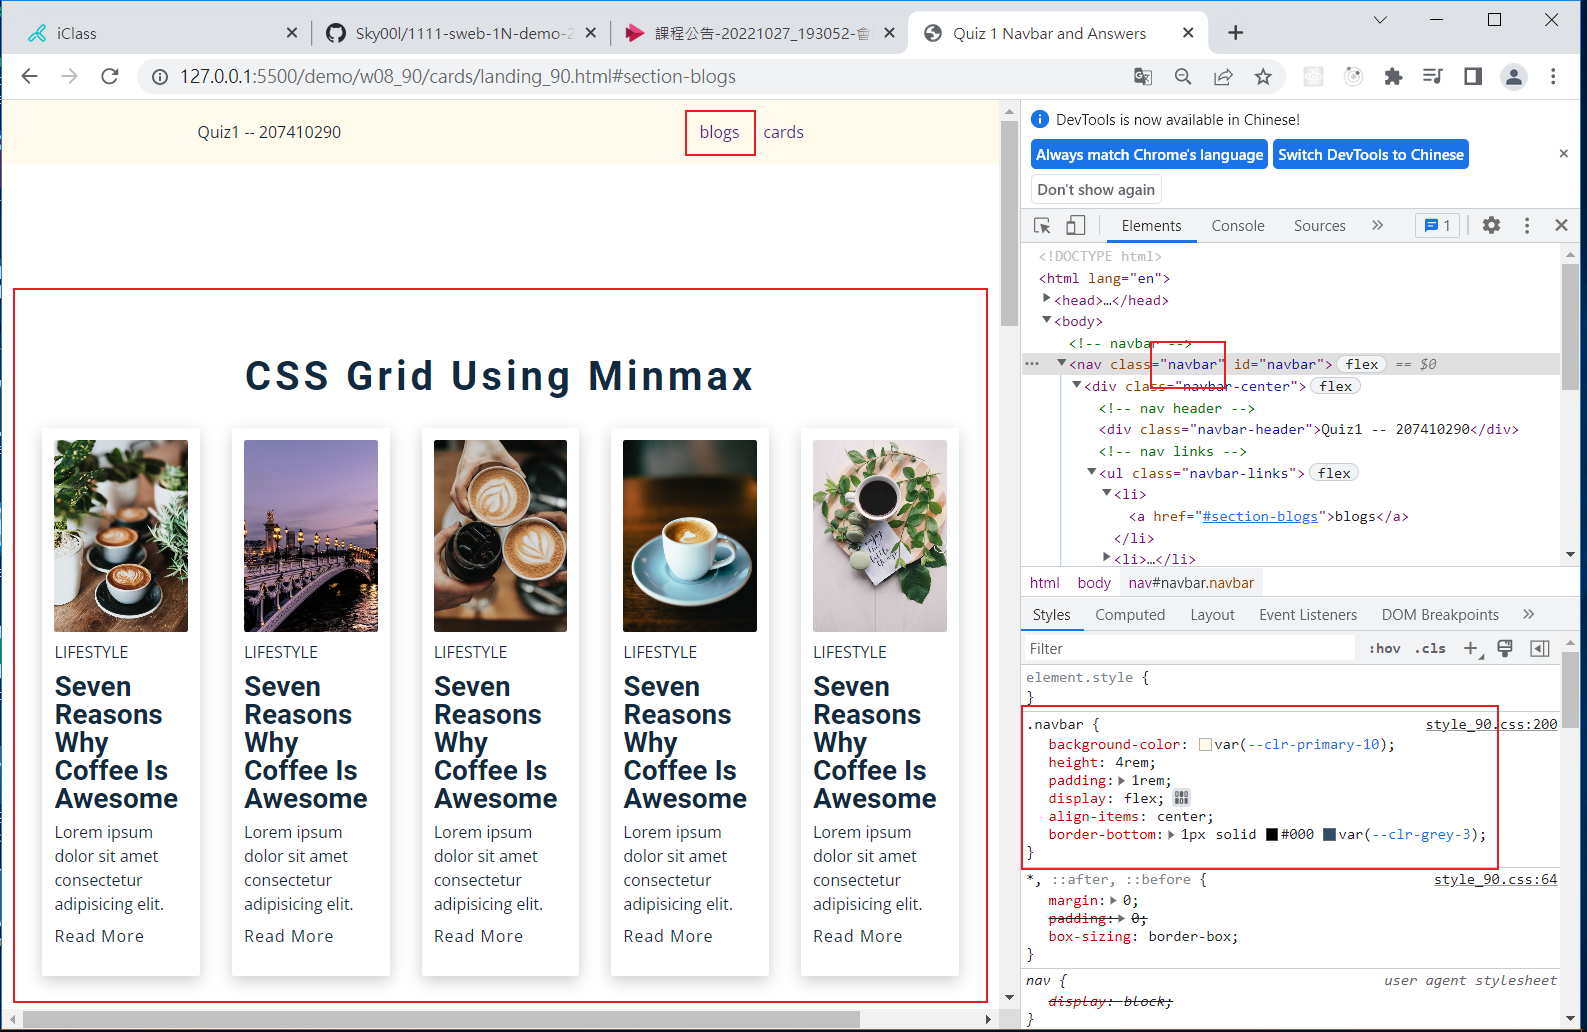 iClass
Sky00l/1111-sweb-1N-demo-2
課程公告-20221027_193052-會
Quiz 1 Navbar and Answers
127.0.0.1:5500/demo/w08_90/cards/landing_90.html#section-blogs
Quiz1 -- 207410290
blogs
cards
CSS Grid Using Minmax
LIFESTYLE
Seven
Reasons
Why
Coffee Is
Awesome
Lorem ipsum
dolor sit amet
consectetur
adipisicing elit.
Read More
LIFESTYLE
Seven
Reasons
Why
Coffee Is
Awesome
Lorem ipsum
dolor sit amet
consectetur
adipisicing elit.
Read More
LIFESTYLE
Seven
Reasons
Why
Coffee Is
Awesome
Lorem ipsum
dolor sit amet
consectetur
adipisicing elit.
Read More
LIFESTYLE
Seven
Reasons
Why
Coffee Is
Awesome
Lorem ipsum
dolor sit amet
consectetur
adipisicing elit.
Read More
LIFESTYLE
Seven
Reasons
Why
Coffee Is
Awesome
Lorem ipsum
dolor sit amet
consectetur
adipisicing elit.
Read More
DevTools is now available in Chinese!
Always match Chrome's language
Switch DevTools to Chinese
Don't show again
Elements
Console
Sources
1
<!DOCTYPE html>
<html lang="en">
<head>…</head>
<body>
<!-- navbar -->
<nav class="navbar" id="navbar"> flex == $0
<div class="navbar-center"> flex
<!-- nav header -->
<div class="navbar-header">Quiz1 -- 207410290</div>
<!-- nav links -->
<ul class="navbar-links"> flex
<li>
<a href="#section-blogs">blogs</a>
</li>
<li>…</li>
html body nav#navbar.navbar
Styles Computed Layout Event Listeners DOM Breakpoints
Filter :hov .cls
element.style {
}
.navbar { style_90.css:200
background-color: var(--clr-primary-10);
height: 4rem;
padding: 1rem;
display: flex;
align-items: center;
border-bottom: 1px solid #000 var(--clr-grey-3);
}
*, ::after, ::before { style_90.css:64
margin: 0;
padding: 0;
box-sizing: border-box;
}
nav { user agent stylesheet
display: block;
}